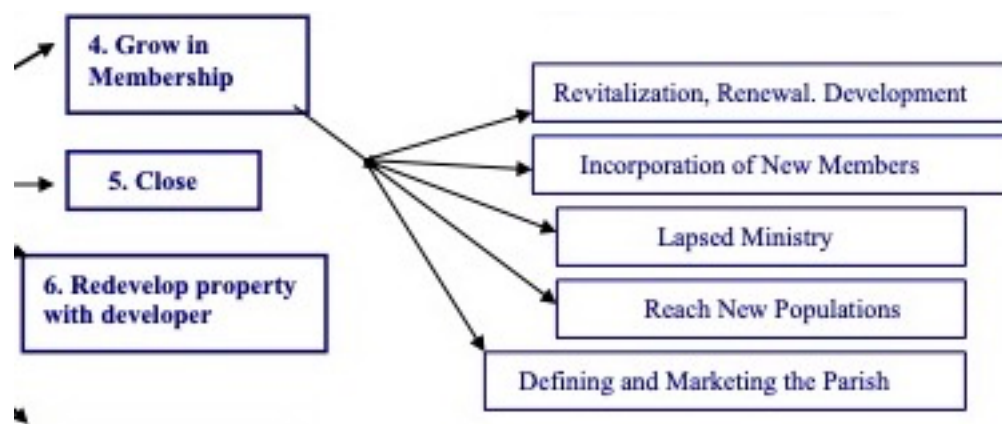 4. Grow in
Membership
5. Close
6. Redevelop property
with developer
Revitalization, Renewal. Development
Incorporation of New Members
Lapsed Ministry
Reach New Populations
Defining and Marketing the Parish